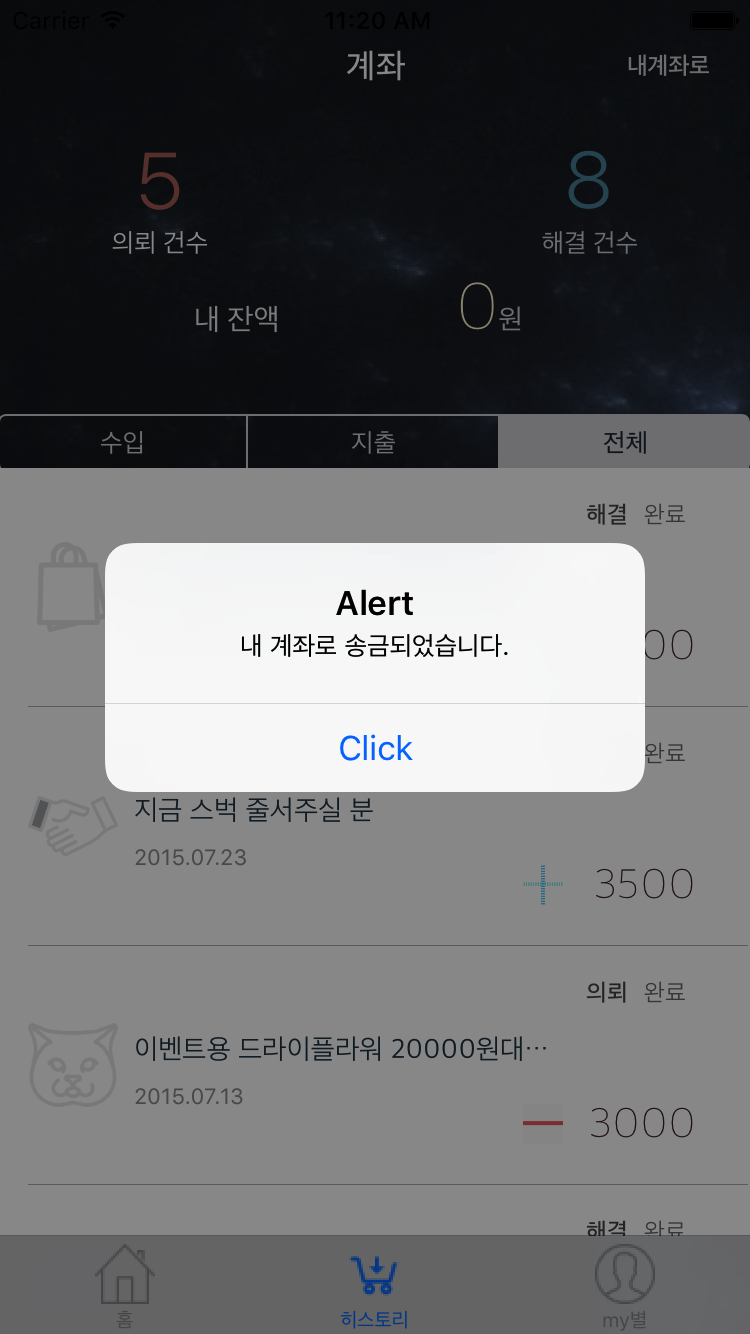 Carrier 11:20 AM
계좌 내계좌로
5 8
의뢰 건수 해결 건수
내 잔액 0원
수입 지출 전체
해결 완료
Alert
내 계좌로 송금되었습니다.
00
Click
완료
지금 스벅 줄서주실 분
2015.07.23
3500
의뢰 완료
이벤트용 드라이플라워 20000원대…
2015.07.13
3000
해결 완료
홈 히스토리 my별